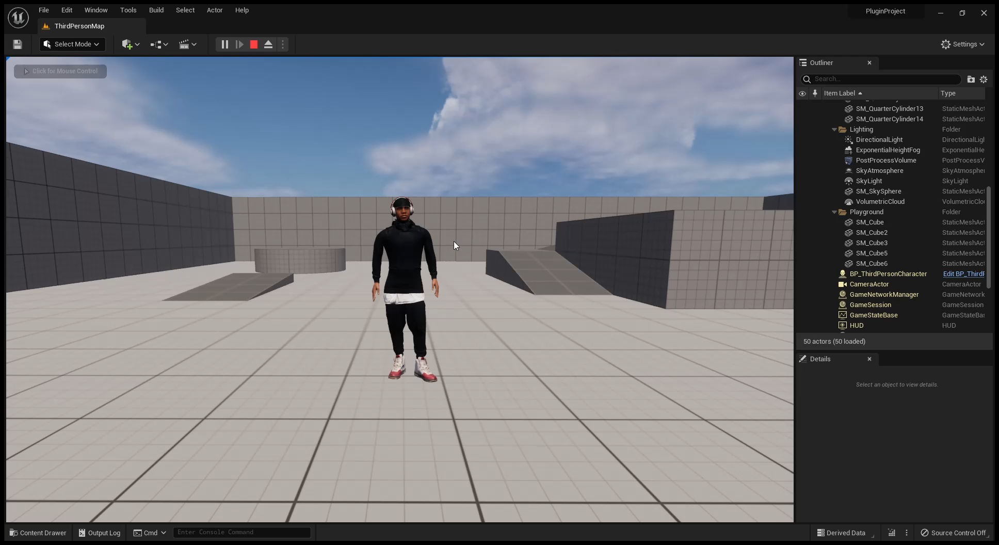 File Edit Window Tools Build Select Actor Help
PluginProject
ThirdPersonMap
Select Mode
Settings
Click for Mouse Control
Outliner
Search...
Item Label Type
SM_QuarterCylinder13 StaticMeshAct
SM_QuarterCylinder14 StaticMeshAct
Lighting Folder
DirectionalLight DirectionalLigh
ExponentialHeightFog ExponentialHe
PostProcessVolume PostProcessV
SkyAtmosphere SkyAtmospher
SkyLight SkyLight
SM_SkySphere StaticMeshAct
VolumetricCloud VolumetricClou
Playground Folder
SM_Cube StaticMeshAct
SM_Cube2 StaticMeshAct
SM_Cube3 StaticMeshAct
SM_Cube5 StaticMeshAct
SM_Cube6 StaticMeshAct
BP_ThirdPersonCharacter Edit BP_ThirdP
CameraActor CameraActor
GameNetworkManager GameNetwork
GameSession GameSession
GameStateBase GameStateBas
HUD HUD
50 actors (50 loaded)
Details
Select an object to view details.
Content Drawer Output Log Cmd Enter Console Command Derived Data Source Control Off